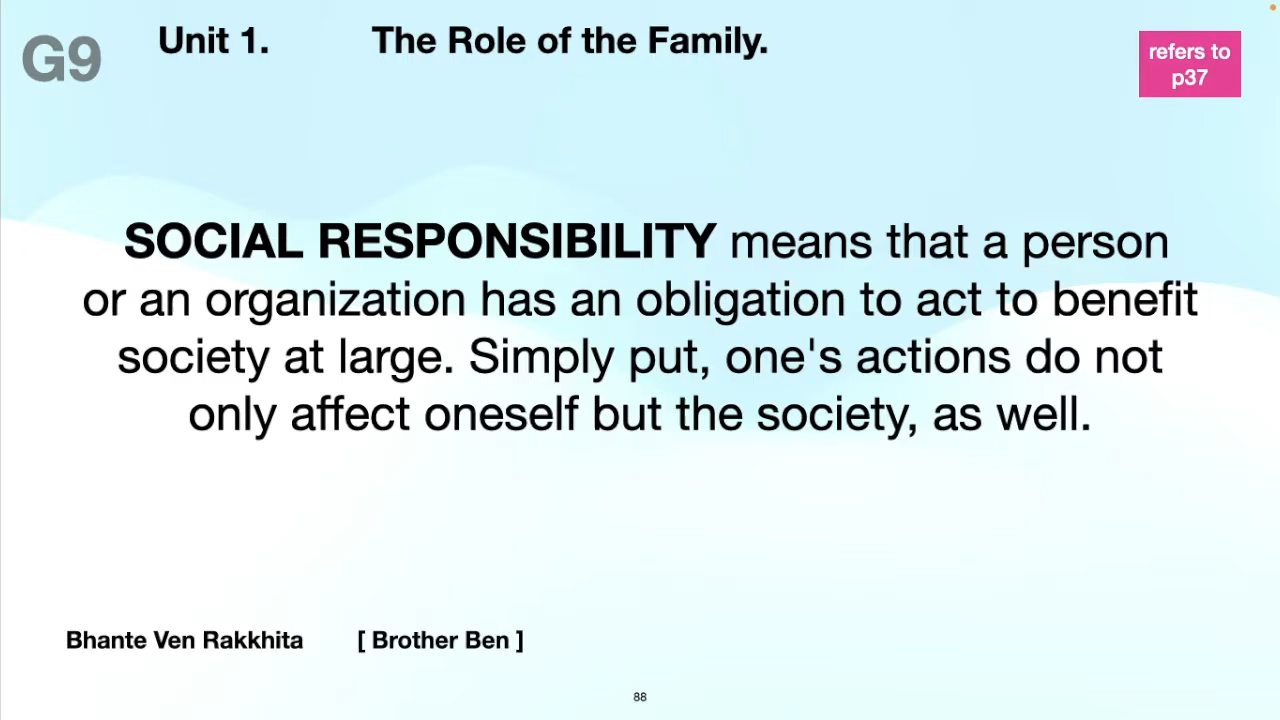 G9
Unit 1. The Role of the Family.
refers to
p37
SOCIAL RESPONSIBILITY means that a person
or an organization has an obligation to act to benefit
society at large. Simply put, one's actions do not
only affect oneself but the society, as well.
Bhante Ven Rakkhita [ Brother Ben ]
88